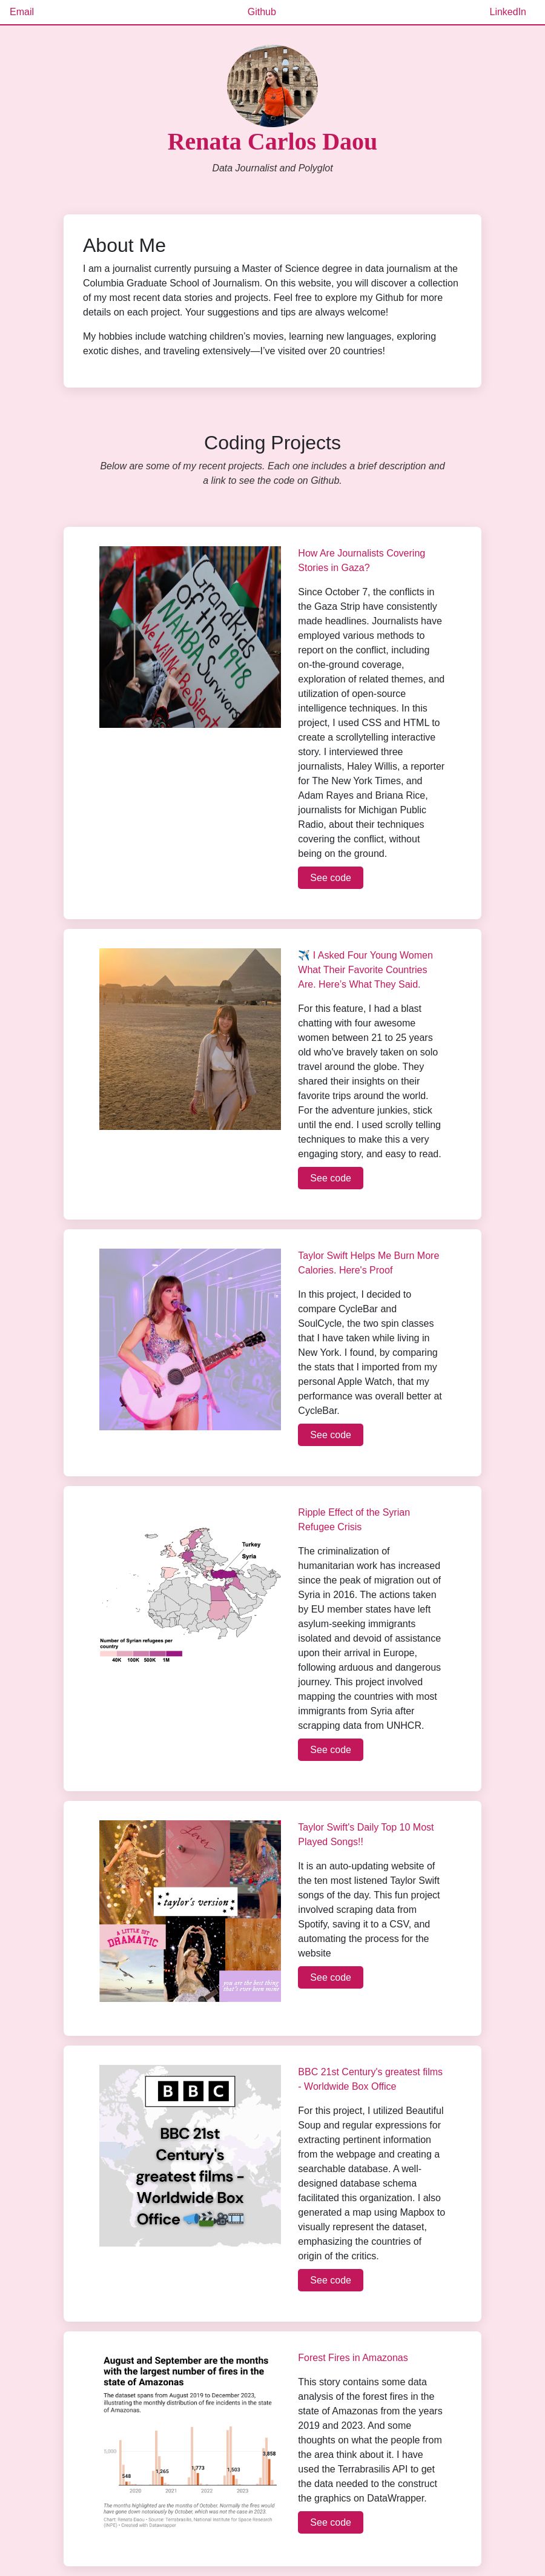 Email
Github
LinkedIn
Renata Carlos Daou
Data Journalist and Polyglot
About Me
I am a journalist currently pursuing a Master of Science degree in data journalism at the
Columbia Graduate School of Journalism. On this website, you will discover a collection
of my most recent data stories and projects. Feel free to explore my Github for more
details on each project. Your suggestions and tips are always welcome!
My hobbies include watching children's movies, learning new languages, exploring
exotic dishes, and traveling extensively—I've visited over 20 countries!
Coding Projects
Below are some of my recent projects. Each one includes a brief description and
a link to see the code on Github.
Grandkids
of the 1948
NAKBA Survivors
We Will Not Be Silent
How Are Journalists Covering
Stories in Gaza?
Since October 7, the conflicts in
the Gaza Strip have consistently
made headlines. Journalists have
employed various methods to
report on the conflict, including
on-the-ground coverage,
exploration of related themes, and
utilization of open-source
intelligence techniques. In this
project, I used CSS and HTML to
create a scrollytelling interactive
story. I interviewed three
journalists, Haley Willis, a reporter
for The New York Times, and
Adam Rayes and Briana Rice,
journalists for Michigan Public
Radio, about their techniques
covering the conflict, without
being on the ground.
See code
✈️ I Asked Four Young Women
What Their Favorite Countries
Are. Here's What They Said.
For this feature, I had a blast
chatting with four awesome
women between 21 to 25 years
old who've bravely taken on solo
travel around the globe. They
shared their insights on their
favorite trips around the world.
For the adventure junkies, stick
until the end. I used scrolly telling
techniques to make this a very
engaging story, and easy to read.
See code
Taylor Swift Helps Me Burn More
Calories. Here's Proof
In this project, I decided to
compare CycleBar and
SoulCycle, the two spin classes
that I have taken while living in
New York. I found, by comparing
the stats that I imported from my
personal Apple Watch, that my
performance was overall better at
CycleBar.
See code
Turkey
Syria
Number of Syrian refugees per
country
40K 100K 500K 1M
Ripple Effect of the Syrian
Refugee Crisis
The criminalization of
humanitarian work has increased
since the peak of migration out of
Syria in 2016. The actions taken
by EU member states have left
asylum-seeking immigrants
isolated and devoid of assistance
upon their arrival in Europe,
following arduous and dangerous
journey. This project involved
mapping the countries with most
immigrants from Syria after
scrapping data from UNHCR.
See code
Lover
taylor's version
A LITTLE BIT
DRAMATIC
you are the best thing
that's ever been mine
Taylor Swift's Daily Top 10 Most
Played Songs!!
It is an auto-updating website of
the ten most listened Taylor Swift
songs of the day. This fun project
involved scraping data from
Spotify, saving it to a CSV, and
automating the process for the
website
See code
BBC
BBC 21st
Century's
greatest films -
Worldwide Box
Office
BBC 21st Century's greatest films
- Worldwide Box Office
For this project, I utilized Beautiful
Soup and regular expressions for
extracting pertinent information
from the webpage and creating a
searchable database. A well-
designed database schema
facilitated this organization. I also
generated a map using Mapbox to
visually represent the dataset,
emphasizing the countries of
origin of the critics.
See code
August and September are the months
with the largest number of fires in the
state of Amazonas
The dataset spans from August 2019 to December 2023,
illustrating the monthly distribution of fire incidents in the state
of Amazonas.
5,000
548
1,265
1,773
1,503
3,858
2020 2021 2022 2023
The months highlighted are the months of October. Normally the fires would
have gone down notoriously by October, which was not the case in 2023.
Chart: Renata Daou • Source: Terrabrasilis, National Institute for Space Research
(INPE) • Created with Datawrapper
Forest Fires in Amazonas
This story contains some data
analysis of the forest fires in the
state of Amazonas from the years
2019 and 2023. And some
thoughts on what the people from
the area think about it. I have
used the Terrabrasilis API to get
the data needed to the construct
the graphics on DataWrapper.
See code